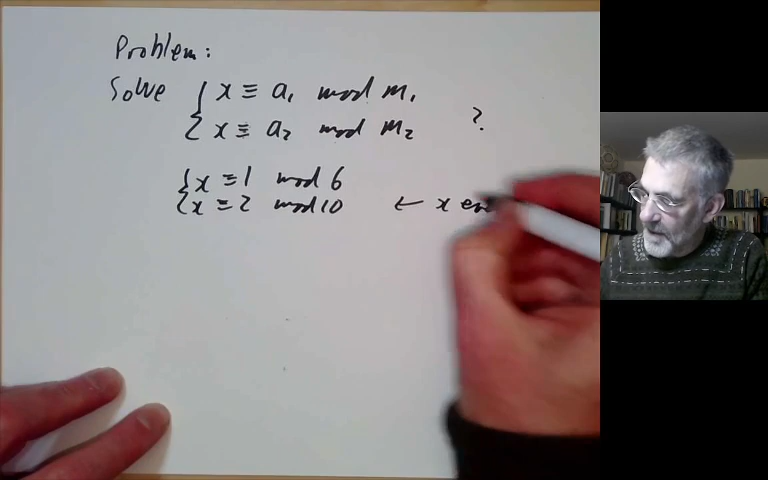 Problem:
Solve { x ≡ a₁ mod m₁
{ x ≡ a₂ mod m₂ ?
{ x ≡ 1 mod 6
{ x ≡ 2 mod 10 ← x